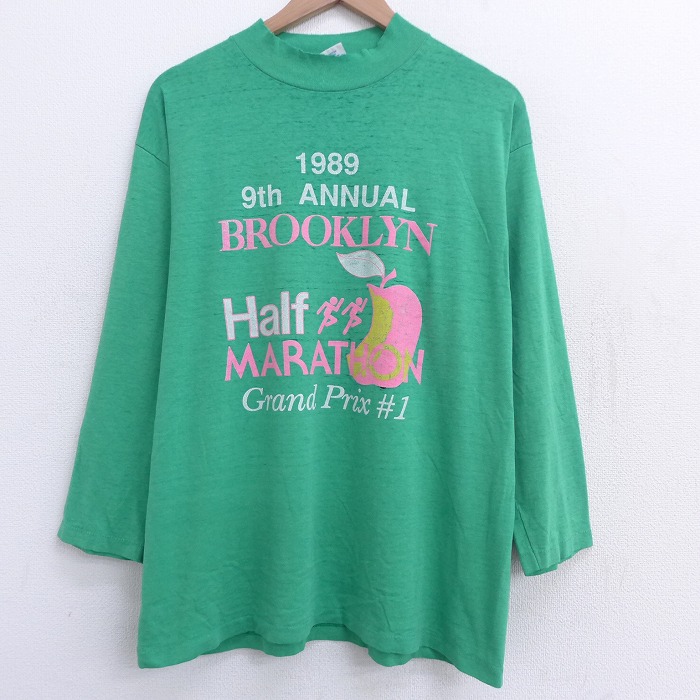 1989
9th ANNUAL
BROOKLYN
Half
MARATHON
Grand Prix #1